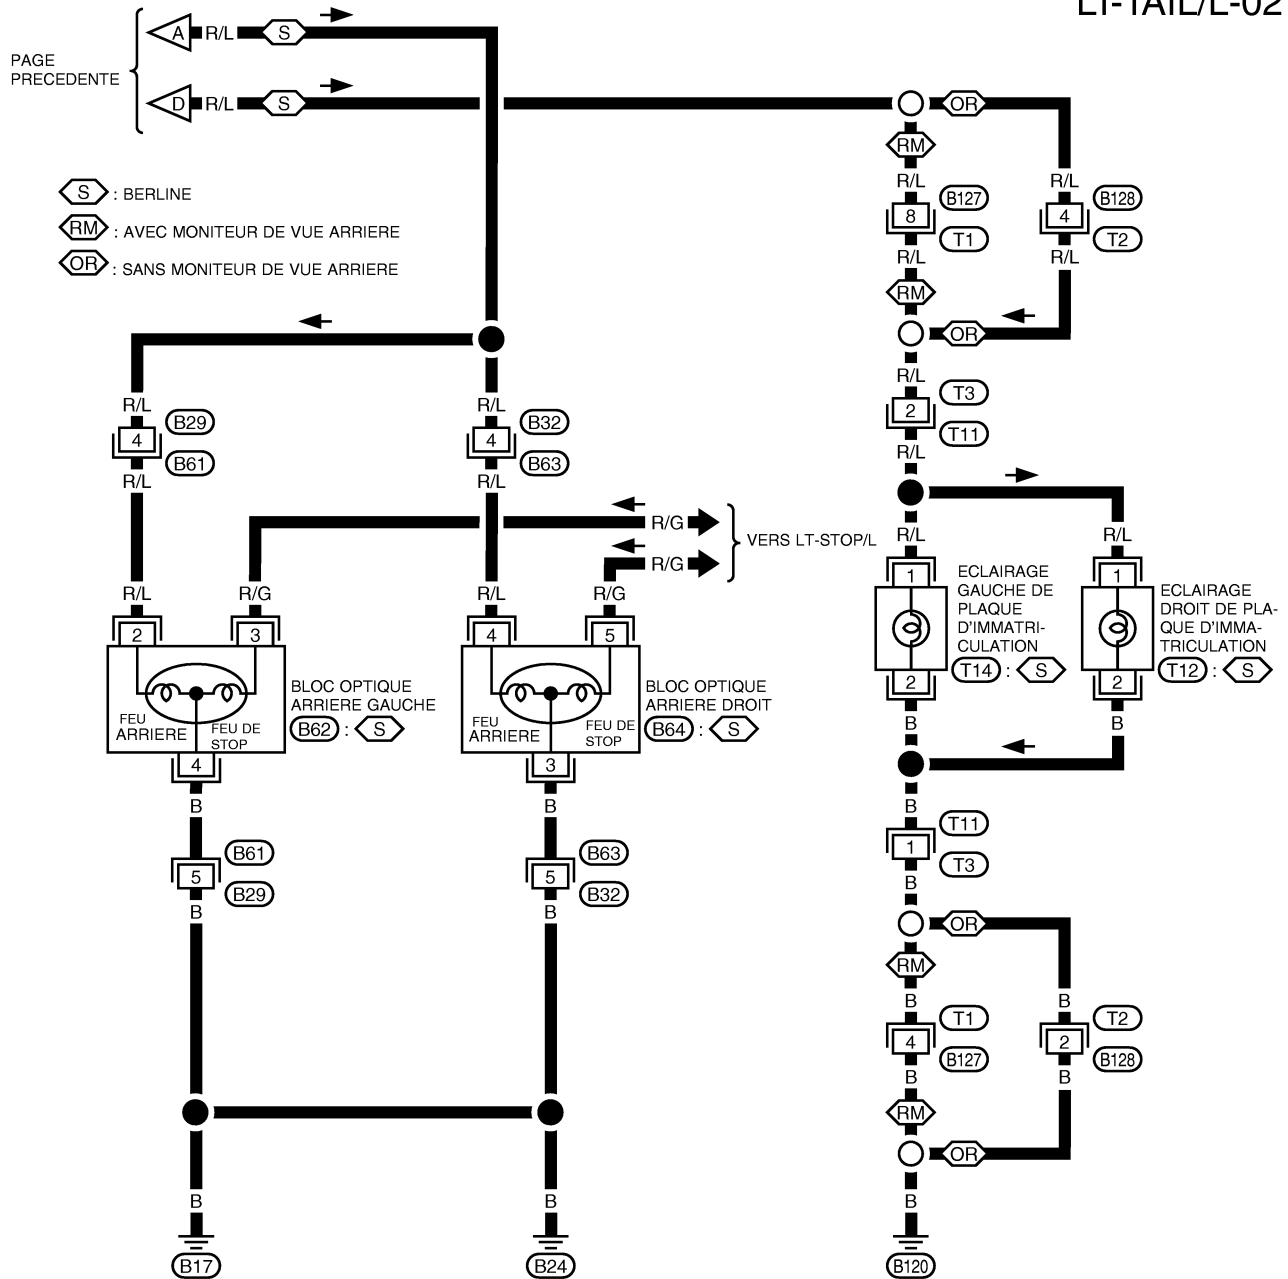 LT-TAIL/L-02
PAGE
PRECEDENTE
A R/L S
D R/L S
OR
RM
S : BERLINE
RM : AVEC MONITEUR DE VUE ARRIERE
OR : SANS MONITEUR DE VUE ARRIERE
R/L R/L
8 B127 T1
4 B128 T2
R/L R/L
RM
OR
R/L
2 T3 T11
R/L
R/L R/L
4 B29 B61
4 B32 B63
R/L R/L
R/G
R/G
VERS LT-STOP/L
R/L R/L
R/L R/G R/L R/G
2 3 4 5
1 1
ECLAIRAGE
GAUCHE DE
PLAQUE
D'IMMATRI-
CULATION
T14 : S
ECLAIRAGE
DROIT DE PLA-
QUE D'IMMA-
TRICULATION
T12 : S
2 2
FEU
ARRIERE
FEU DE
STOP
BLOC OPTIQUE
ARRIERE GAUCHE
B62 : S
FEU
ARRIERE
FEU DE
STOP
BLOC OPTIQUE
ARRIERE DROIT
B64 : S
B B
4 3
B B B
5 B61 B29
5 B63 B32
1 T11 T3
B B B
OR
RM
B B
4 T1 B127
2 T2 B128
B B
RM
OR
B B B
B17 B24 B120